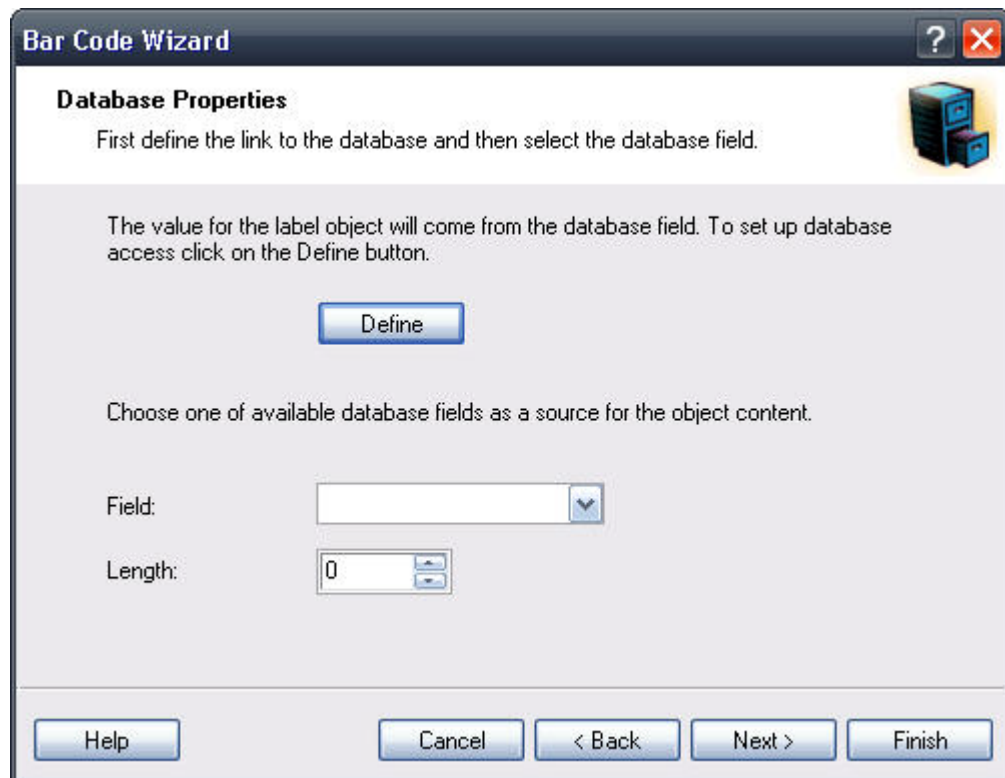 Bar Code Wizard
?
Database Properties
First define the link to the database and then select the database field.
The value for the label object will come from the database field. To set up database
access click on the Define button.
Define
Choose one of available database fields as a source for the object content.
Field:
Length:
0
Help
Cancel
< Back
Next >
Finish